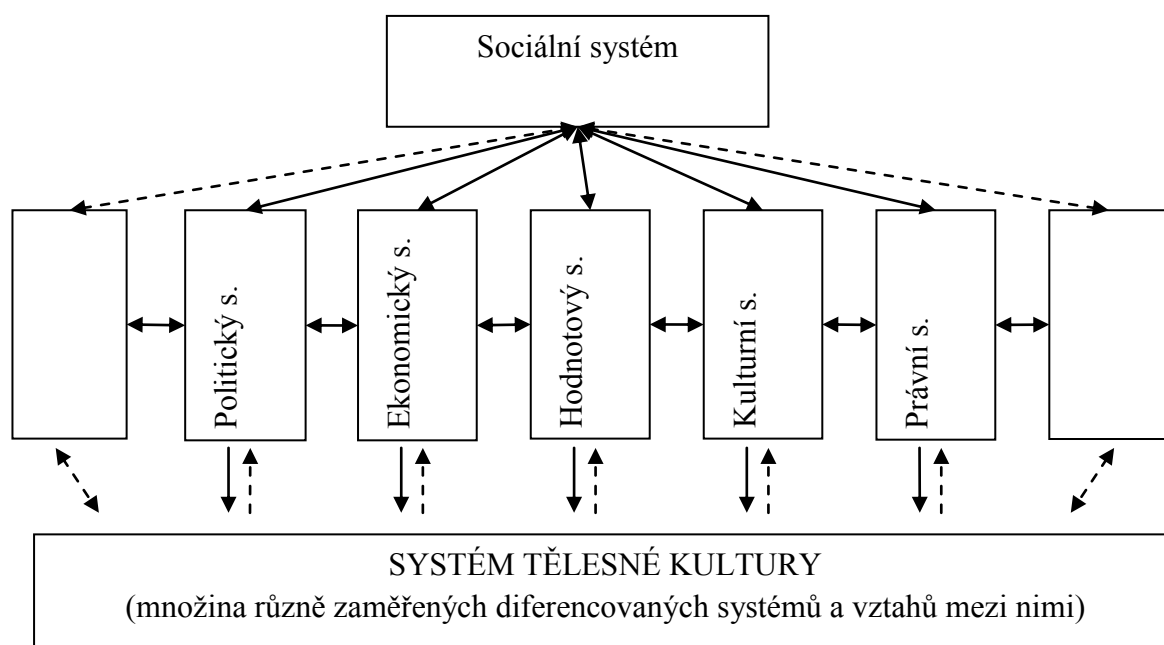 Sociální systém
Politický s.
Ekonomický s.
Hodnotový s.
Kulturní s.
Právní s.
SYSTÉM TĚLESNÉ KULTURY
(množina různě zaměřených diferencovaných systémů a vztahů mezi nimi)